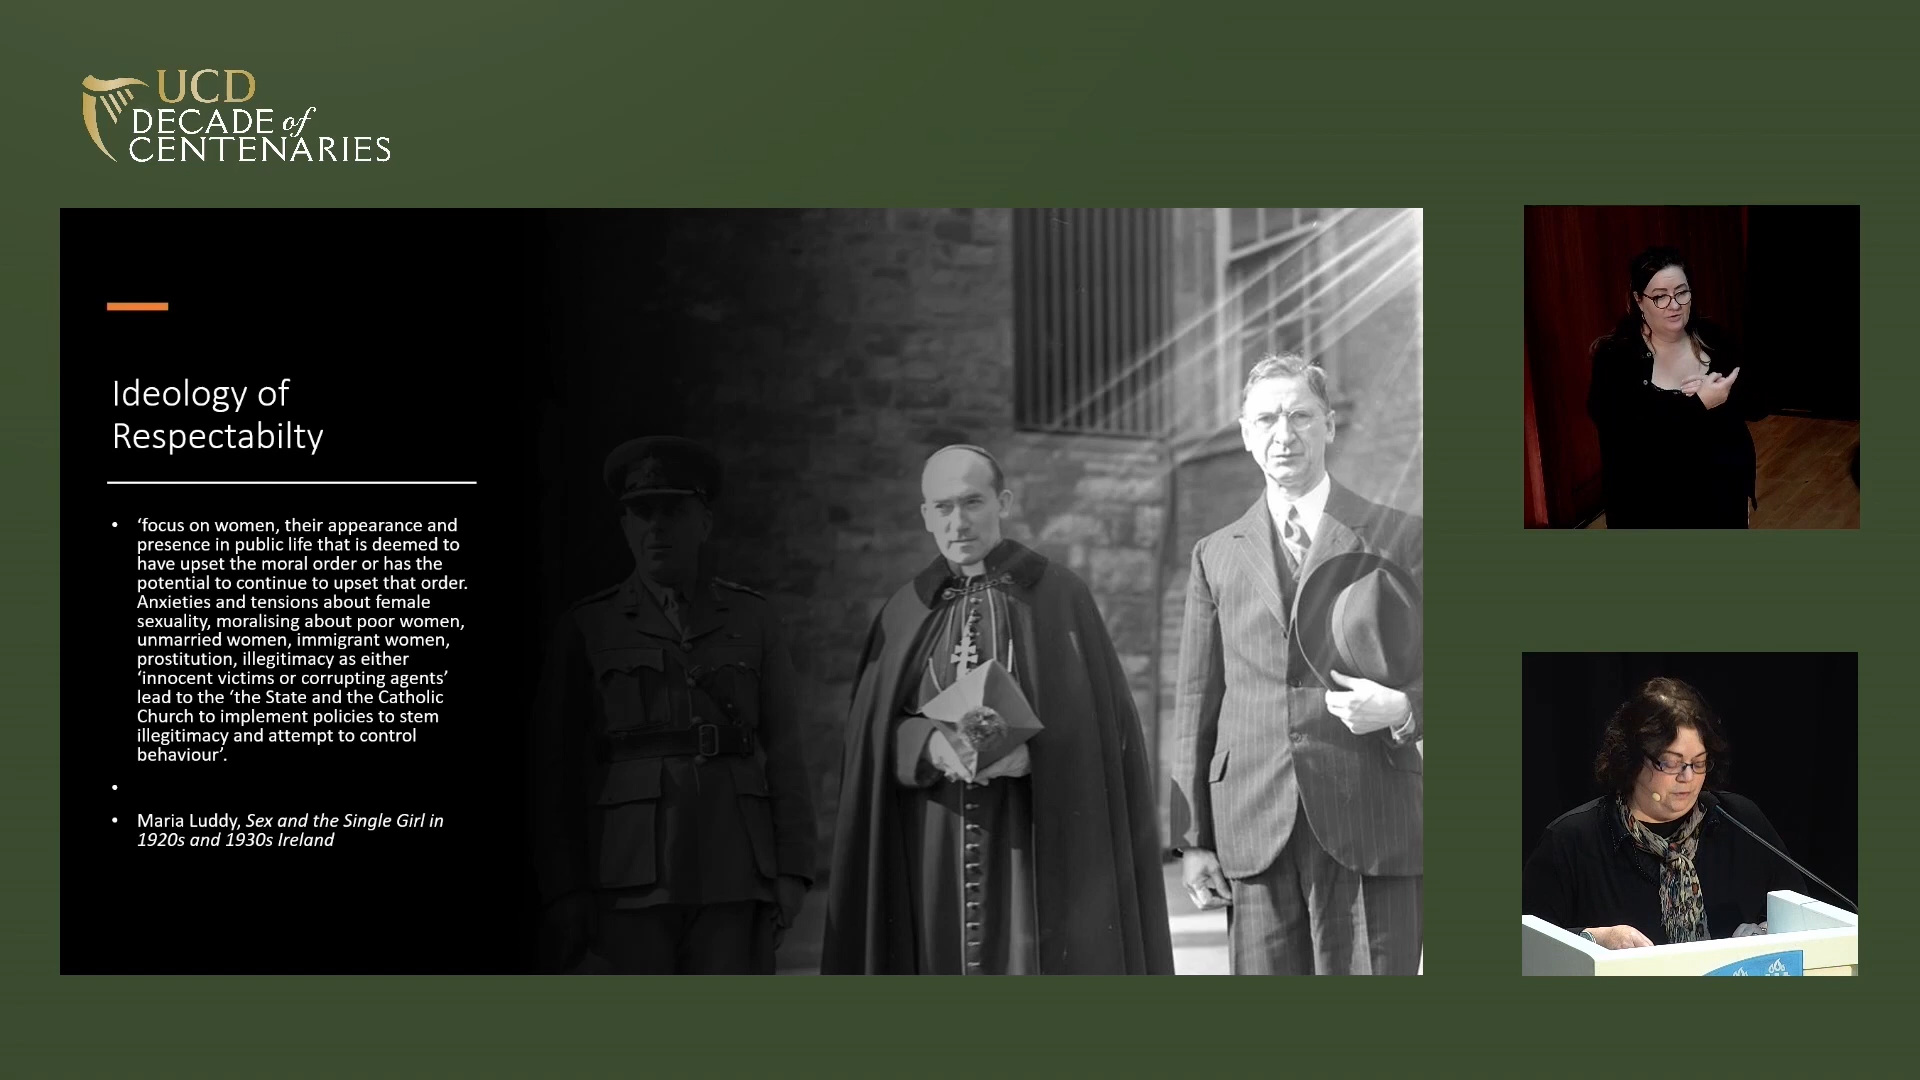 UCD
DECADE of
CENTENARIES
Ideology of
Respectabilty
• ‘focus on women, their appearance and
presence in public life that is deemed to
have upset the moral order or has the
potential to continue to upset that order.
Anxieties and tensions about female
sexuality, moralising about poor women,
unmarried women, immigrant women,
prostitution, illegitimacy as either
‘innocent victims or corrupting agents’
lead to the ‘the State and the Catholic
Church to implement policies to stem
illegitimacy and attempt to control
behaviour’.
•
• Maria Luddy, Sex and the Single Girl in
1920s and 1930s Ireland